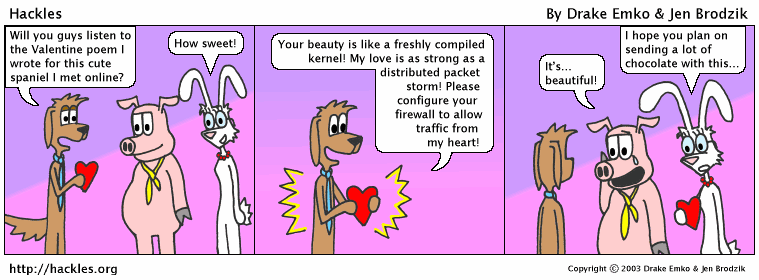 Hackles
By Drake Emko & Jen Brodzik
Will you guys listen to
the Valentine poem I
wrote for this cute
spaniel I met online?
How sweet!
Your beauty is like a freshly compiled
kernel! My love is as strong as a
distributed packet
storm! Please
configure your
firewall to allow
traffic from
my heart!
It's...
beautiful!
I hope you plan on
sending a lot of
chocolate with this...
http://hackles.org
Copyright © 2003 Drake Emko & Jen Brodzik